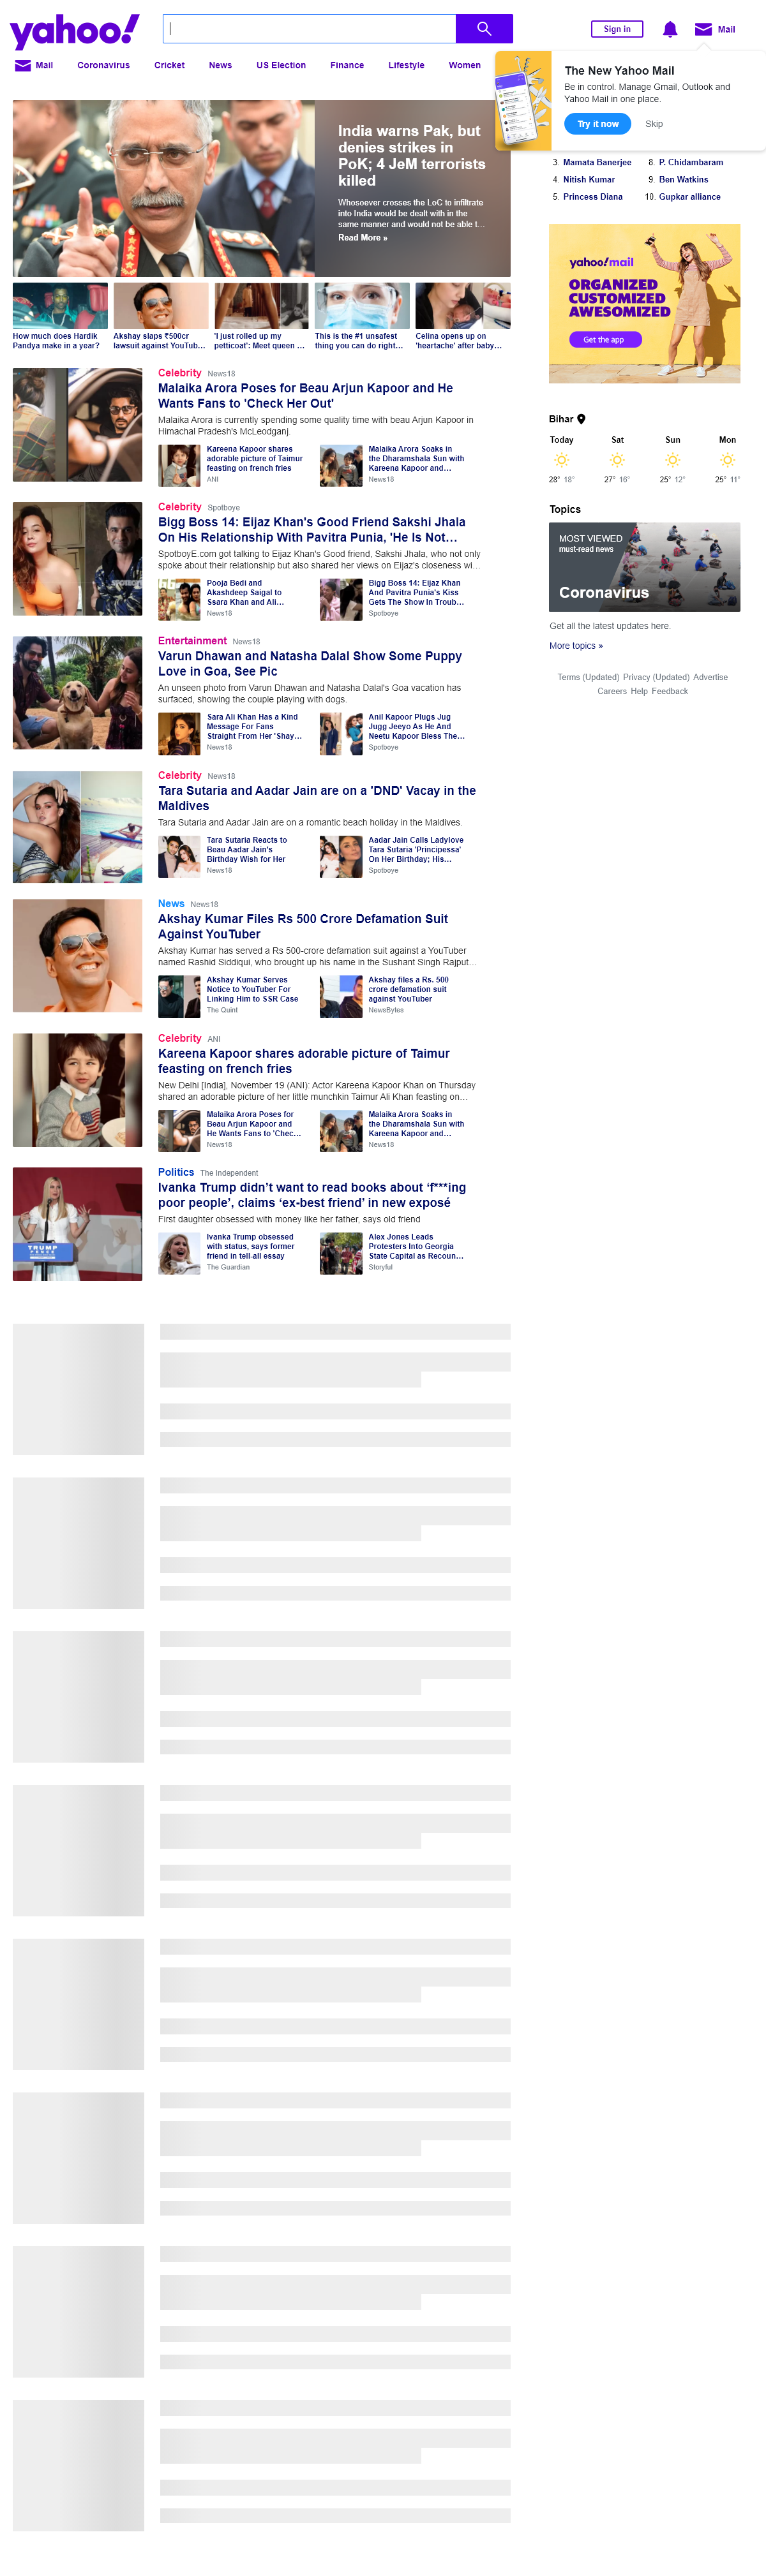 yahoo!
Sign in
Mail
Mail
Coronavirus
Cricket
News
US Election
Finance
Lifestyle
Women
The New Yahoo Mail
Be in control. Manage Gmail, Outlook and
Yahoo Mail in one place.
Try it now
Skip
India warns Pak, but
denies strikes in
PoK; 4 JeM terrorists
killed
Whosoever crosses the LoC to infiltrate
into India would be dealt with in the
same manner and would not be able t...
Read More »
3. Mamata Banerjee
4. Nitish Kumar
5. Princess Diana
8. P. Chidambaram
9. Ben Watkins
10. Gupkar alliance
How much does Hardik
Pandya make in a year?
Akshay slaps ₹500cr
lawsuit against YouTub...
'I just rolled up my
petticoat': Meet queen ...
This is the #1 unsafest
thing you can do right...
Celina opens up on
'heartache' after baby...
yahoo!mail
ORGANIZED
CUSTOMIZED
AWESOMIZED
Get the app
Celebrity News18
Malaika Arora Poses for Beau Arjun Kapoor and He
Wants Fans to 'Check Her Out'
Malaika Arora is currently spending some quality time with beau Arjun Kapoor in
Himachal Pradesh's McLeodganj.
Kareena Kapoor shares
adorable picture of Taimur
feasting on french fries
ANI
Malaika Arora Soaks in
the Dharamshala Sun with
Kareena Kapoor and...
News18
Bihar
Today
Sat
Sun
Mon
28° 18°
27° 16°
25° 12°
25° 11°
Topics
MOST VIEWED
must-read news
Coronavirus
Get all the latest updates here.
More topics »
Terms (Updated) Privacy (Updated) Advertise
Careers Help Feedback
Celebrity Spotboye
Bigg Boss 14: Eijaz Khan's Good Friend Sakshi Jhala
On His Relationship With Pavitra Punia, 'He Is Not...
SpotboyE.com got talking to Eijaz Khan's Good friend, Sakshi Jhala, who not only
spoke about their relationship but also shared her views on Eijaz's closeness wi...
Pooja Bedi and
Akashdeep Saigal to
Ssara Khan and Ali...
News18
Bigg Boss 14: Eijaz Khan
And Pavitra Punia's Kiss
Gets The Show In Troub...
Spotboye
Entertainment News18
Varun Dhawan and Natasha Dalal Show Some Puppy
Love in Goa, See Pic
An unseen photo from Varun Dhawan and Natasha Dalal's Goa vacation has
surfaced, showing the couple playing with dogs.
Sara Ali Khan Has a Kind
Message For Fans
Straight From Her 'Shay...
News18
Anil Kapoor Plugs Jug
Jugg Jeeyo As He And
Neetu Kapoor Bless The...
Spotboye
Celebrity News18
Tara Sutaria and Aadar Jain are on a 'DND' Vacay in the
Maldives
Tara Sutaria and Aadar Jain are on a romantic beach holiday in the Maldives.
Tara Sutaria Reacts to
Beau Aadar Jain's
Birthday Wish for Her
News18
Aadar Jain Calls Ladylove
Tara Sutaria 'Principessa'
On Her Birthday; His...
Spotboye
News News18
Akshay Kumar Files Rs 500 Crore Defamation Suit
Against YouTuber
Akshay Kumar has served a Rs 500-crore defamation suit against a YouTuber
named Rashid Siddiqui, who brought up his name in the Sushant Singh Rajput...
Akshay Kumar Serves
Notice to YouTuber For
Linking Him to SSR Case
The Quint
Akshay files a Rs. 500
crore defamation suit
against YouTuber
NewsBytes
Celebrity ANI
Kareena Kapoor shares adorable picture of Taimur
feasting on french fries
New Delhi [India], November 19 (ANI): Actor Kareena Kapoor Khan on Thursday
shared an adorable picture of her little munchkin Taimur Ali Khan feasting on...
Malaika Arora Poses for
Beau Arjun Kapoor and
He Wants Fans to 'Chec...
News18
Malaika Arora Soaks in
the Dharamshala Sun with
Kareena Kapoor and...
News18
Politics The Independent
Ivanka Trump didn’t want to read books about ‘f***ing
poor people’, claims ‘ex-best friend’ in new exposé
First daughter obsessed with money like her father, says old friend
TRUMP
Ivanka Trump obsessed
with status, says former
friend in tell-all essay
The Guardian
Alex Jones Leads
Protesters Into Georgia
State Capital as Recoun...
Storyful